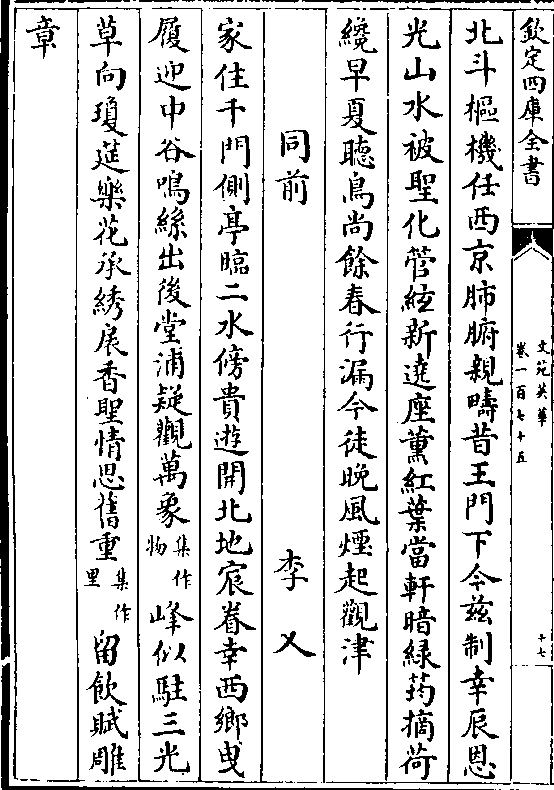 欽定四庫全書
文苑英華
卷一百七十五
十七
北斗樞機任西京肺腑親疇昔王門下今兹制幸辰恩
光山水被聖化管絃新遶座薰紅葉當軒暗緑筠摘荷
纔早夏聽鳥尚餘春行漏今徒晚風煙起觀津
同前
李乂
家住千門側亭臨二水傍貴遊開北地宸眷幸西鄉曳
履迎中谷鳴絲出後堂浦疑觀萬象集作物峰似駐三光
草向瓊筵樂花承綉扆香聖情思舊重集作里留飲賦雕
章